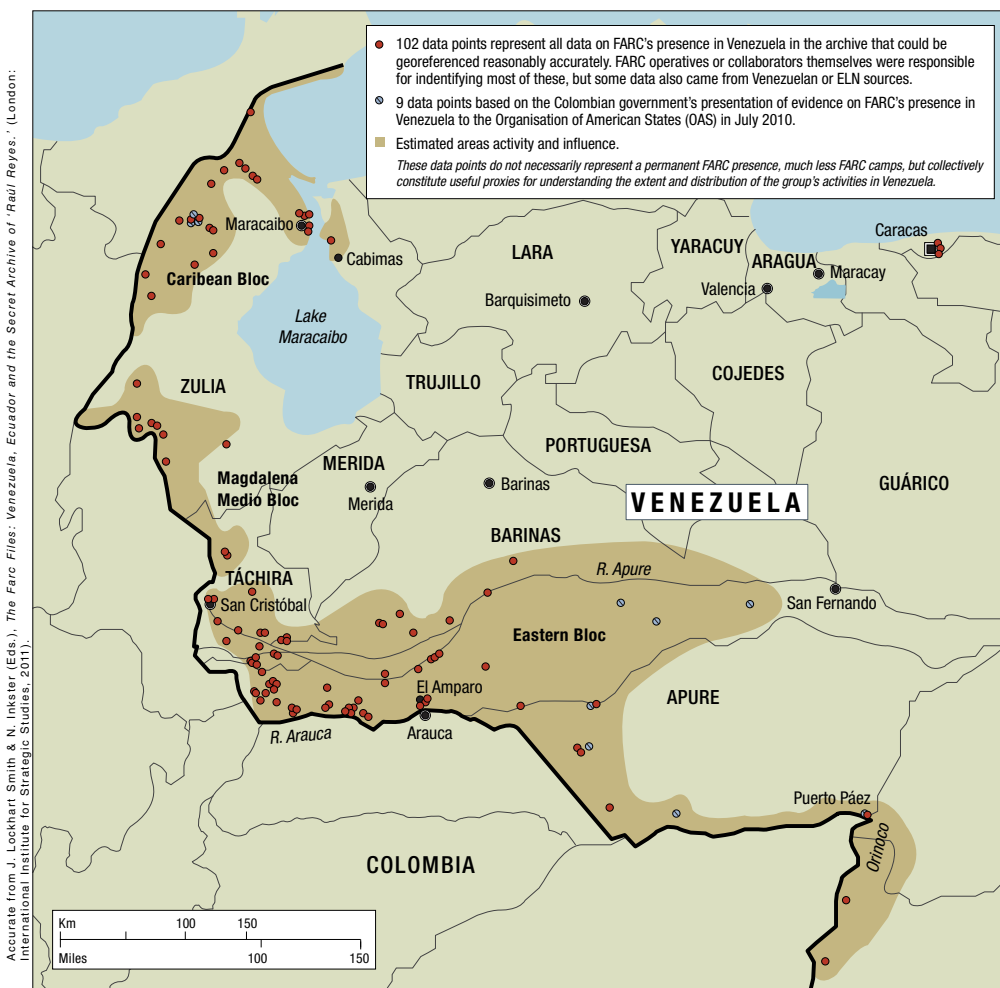 102 data points represent all data on FARC's presence in Venezuela in the archive that could be
georeferenced reasonably accurately. FARC operatives or collaborators themselves were responsible
for indentifying most of these, but some data also came from Venezuelan or ELN sources.
9 data points based on the Colombian government's presentation of evidence on FARC's presence in
Venezuela to the Organisation of American States (OAS) in July 2010.
Estimated areas activity and influence.
These data points do not necessarily represent a permanent FARC presence, much less FARC camps, but collectively
constitute useful proxies for understanding the extent and distribution of the group's activities in Venezuela.
Maracaibo
Cabimas
Caribean Bloc
Lake
Maracaibo
LARA
YARACUY
ARAGUA
Caracas
Maracay
Valencia
Barquisimeto
ZULIA
TRUJILLO
COJEDES
PORTUGUESA
MERIDA
Merida
Magdalena
Medio Bloc
Barinas
VENEZUELA
GUÁRICO
BARINAS
R. Apure
TÁCHIRA
San Cristóbal
San Fernando
Eastern Bloc
El Amparo
APURE
R. Arauca
Arauca
Puerto Páez
Orinoco
COLOMBIA
Km 100 150
Miles 100 150
Accurate from J. Lockhart Smith & N. Inkster (Eds.), The Farc Files: Venezuela, Ecuador and the Secret Archive of 'Raúl Reyes.' (London:
International Institute for Strategic Studies, 2011).